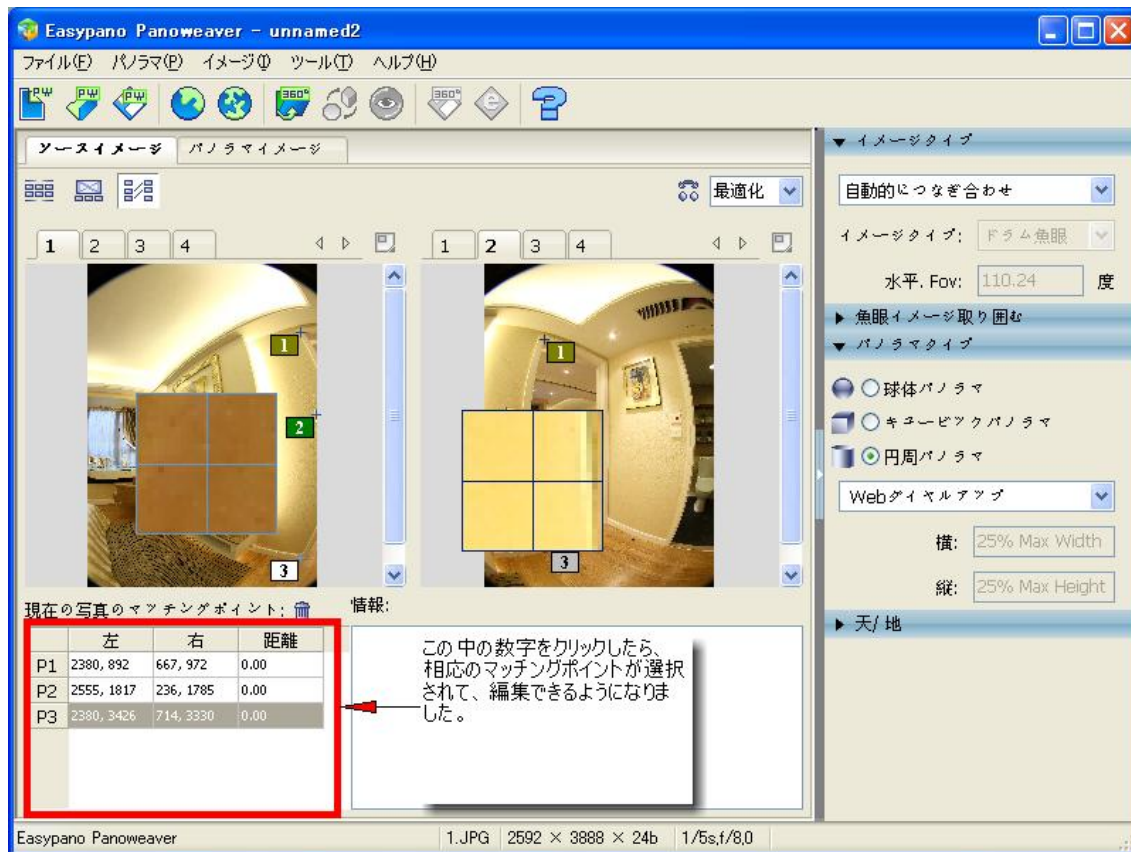 Easypano Panoweaver - unnamed2
ファイル(F) パノラマ(P) イメージ(I) ツール(T) ヘルプ(H)
ソースイメージ パノラマイメージ
最適化
1 2 3 4
1 2 3 4
1
2
3
1
3
現在の写真のマッチングポイント:
左 右 距離
P1 2380, 892 667, 972 0.00
P2 2555, 1817 236, 1785 0.00
P3 2380, 3426 714, 3330 0.00
情報:
この中の数字をクリックしたら、
相応のマッチングポイントが選択
されて、編集できるようになりま
した。
イメージタイプ
自動的につなぎ合わせ
イメージタイプ: ドラム魚眼
水平. Fov: 110.24 度
魚眼イメージ取り囲む
パノラマタイプ
球体パノラマ
キュービックパノラマ
円周パノラマ
Webダイヤルアップ
横: 25% Max Width
縦: 25% Max Height
天/地
Easypano Panoweaver 1.JPG 2592 × 3888 × 24b 1/5s,f/8,0